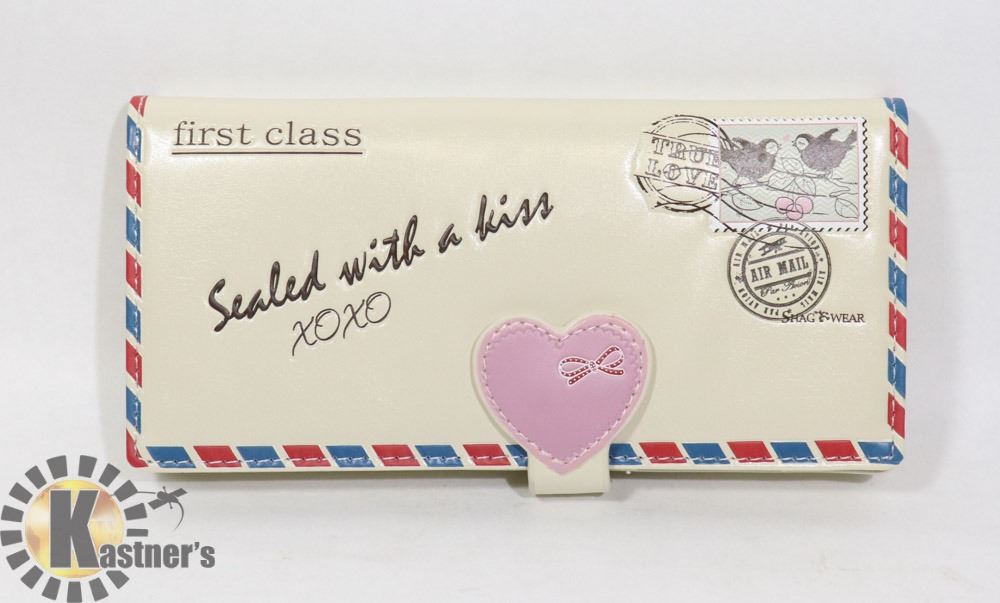 first class
TRUE
LOVE
Sealed with a kiss
XOXO
AIR MAIL
Par Avion
SHAG WEAR
KASTNER'S